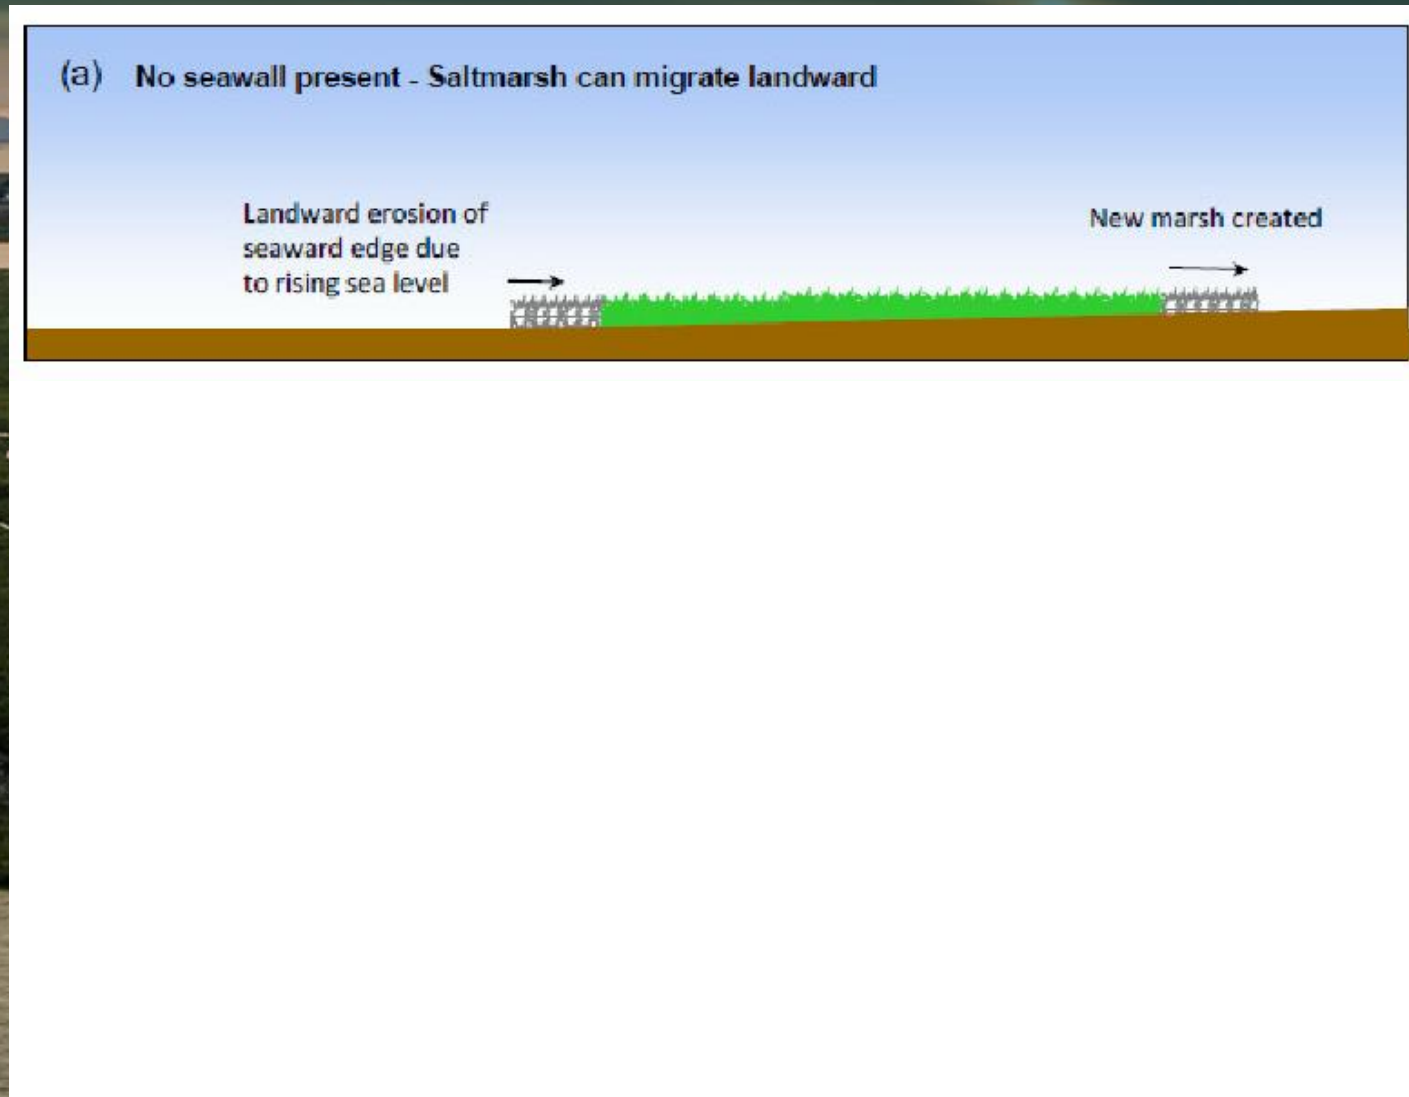 (a) No seawall present - Saltmarsh can migrate landward
Landward erosion of
seaward edge due
to rising sea level
New marsh created